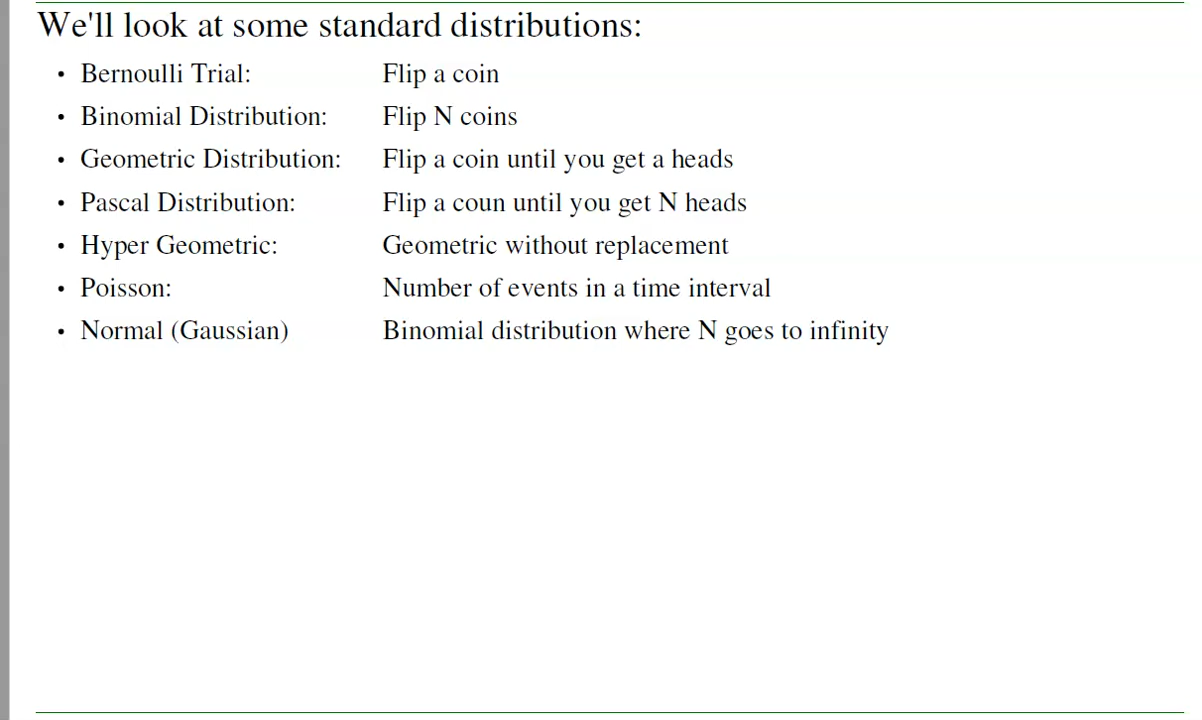 We'll look at some standard distributions:
• Bernoulli Trial: Flip a coin
• Binomial Distribution: Flip N coins
• Geometric Distribution: Flip a coin until you get a heads
• Pascal Distribution: Flip a coun until you get N heads
• Hyper Geometric: Geometric without replacement
• Poisson: Number of events in a time interval
• Normal (Gaussian) Binomial distribution where N goes to infinity